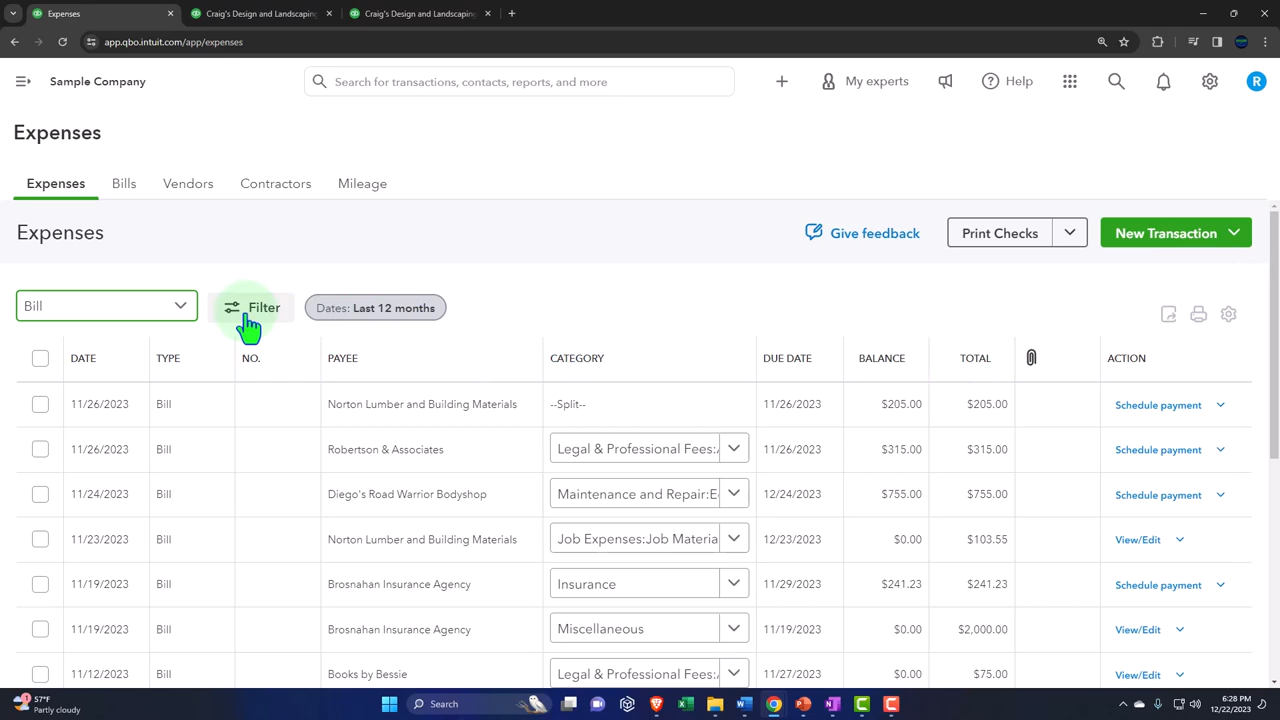 Expenses
Craig's Design and Landscaping
Craig's Design and Landscaping
app.qbo.intuit.com/app/expenses
Sample Company
Search for transactions, contacts, reports, and more
My experts
Help
R
Expenses
Expenses Bills Vendors Contractors Mileage
Expenses
Give feedback
Print Checks
New Transaction
Bill
Filter
Dates: Last 12 months
DATE TYPE NO. PAYEE CATEGORY DUE DATE BALANCE TOTAL ACTION
11/26/2023 Bill Norton Lumber and Building Materials --Split-- 11/26/2023 $205.00 $205.00 Schedule payment
11/26/2023 Bill Robertson & Associates Legal & Professional Fees: 11/26/2023 $315.00 $315.00 Schedule payment
11/24/2023 Bill Diego's Road Warrior Bodyshop Maintenance and Repair:E 12/24/2023 $755.00 $755.00 Schedule payment
11/23/2023 Bill Norton Lumber and Building Materials Job Expenses:Job Materia 12/23/2023 $0.00 $103.55 View/Edit
11/19/2023 Bill Brosnahan Insurance Agency Insurance 11/29/2023 $241.23 $241.23 Schedule payment
11/19/2023 Bill Brosnahan Insurance Agency Miscellaneous 11/19/2023 $0.00 $2,000.00 View/Edit
11/12/2023 Bill Books by Bessie Legal & Professional Fees: 11/27/2023 $0.00 $75.00 View/Edit
1
57°F
Partly cloudy
Search
6:28 PM
12/22/2023